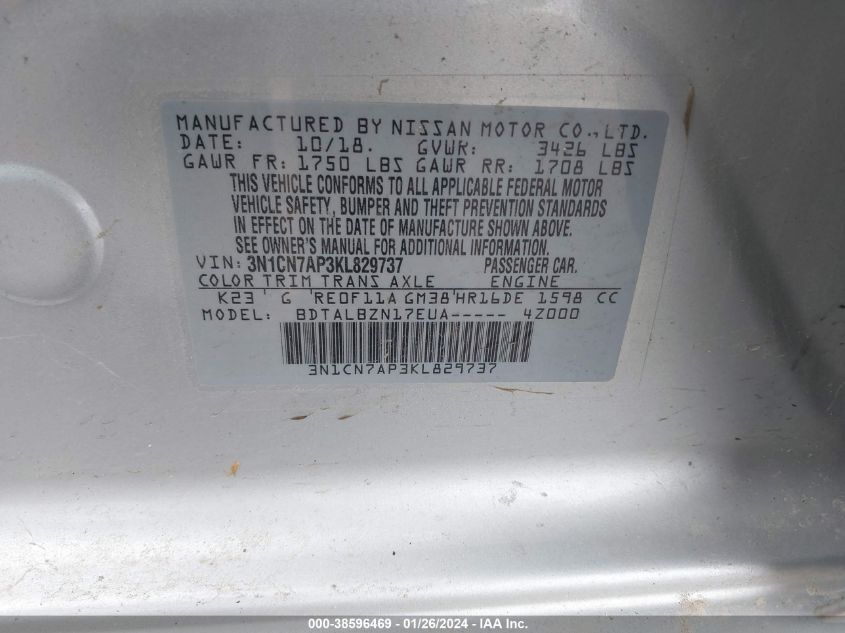 MANUFACTURED BY NISSAN MOTOR CO.,LTD.
DATE: 10/18. GVWR: 3426 LBS
GAWR FR: 1750 LBS GAWR RR: 1708 LBS
THIS VEHICLE CONFORMS TO ALL APPLICABLE FEDERAL MOTOR
VEHICLE SAFETY, BUMPER AND THEFT PREVENTION STANDARDS
IN EFFECT ON THE DATE OF MANUFACTURE SHOWN ABOVE.
SEE OWNER'S MANUAL FOR ADDITIONAL INFORMATION.
VIN: 3N1CN7AP3KL829737 PASSENGER CAR.
COLOR TRIM TRANS AXLE ENGINE
K23 ' G 'RE0F11A GM38'HR16DE 1598 CC
MODEL: BDTALBZN17EUA----- 4Z000
3N1CN7AP3KL829737
000-38596469 | 01/26/2024 | IAA Inc.